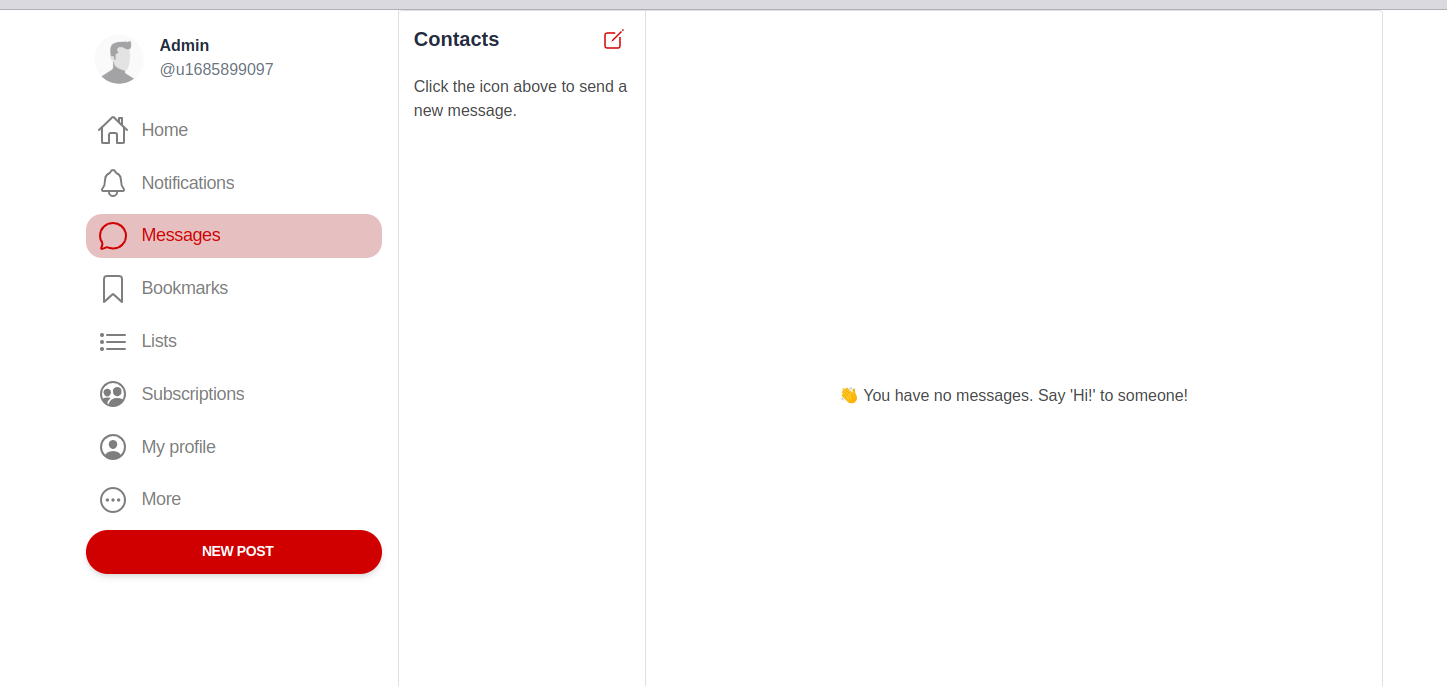 Admin
@u1685899097
Home
Notifications
Messages
Bookmarks
Lists
Subscriptions
My profile
More
NEW POST
Contacts
Click the icon above to send a
new message.
👋 You have no messages. Say 'Hi!' to someone!